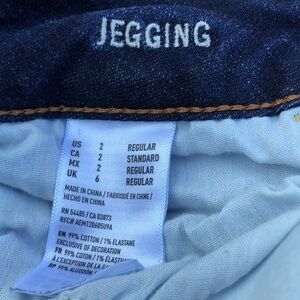 JEGGING
US 2 REGULAR
CA 2 STANDARD
MX 2 REGULAR
UK 6 REGULAR
MADE IN CHINA / FABRIQUÉ EN CHINE /
HECHO EN CHINA
RN 54485 / CA 03873
EN 99% COTTON / 1% ELASTANE
EXCLUSIVE OF DECORATION
FR 99% COTON / 1%
À L'EXCEPTION DE LA